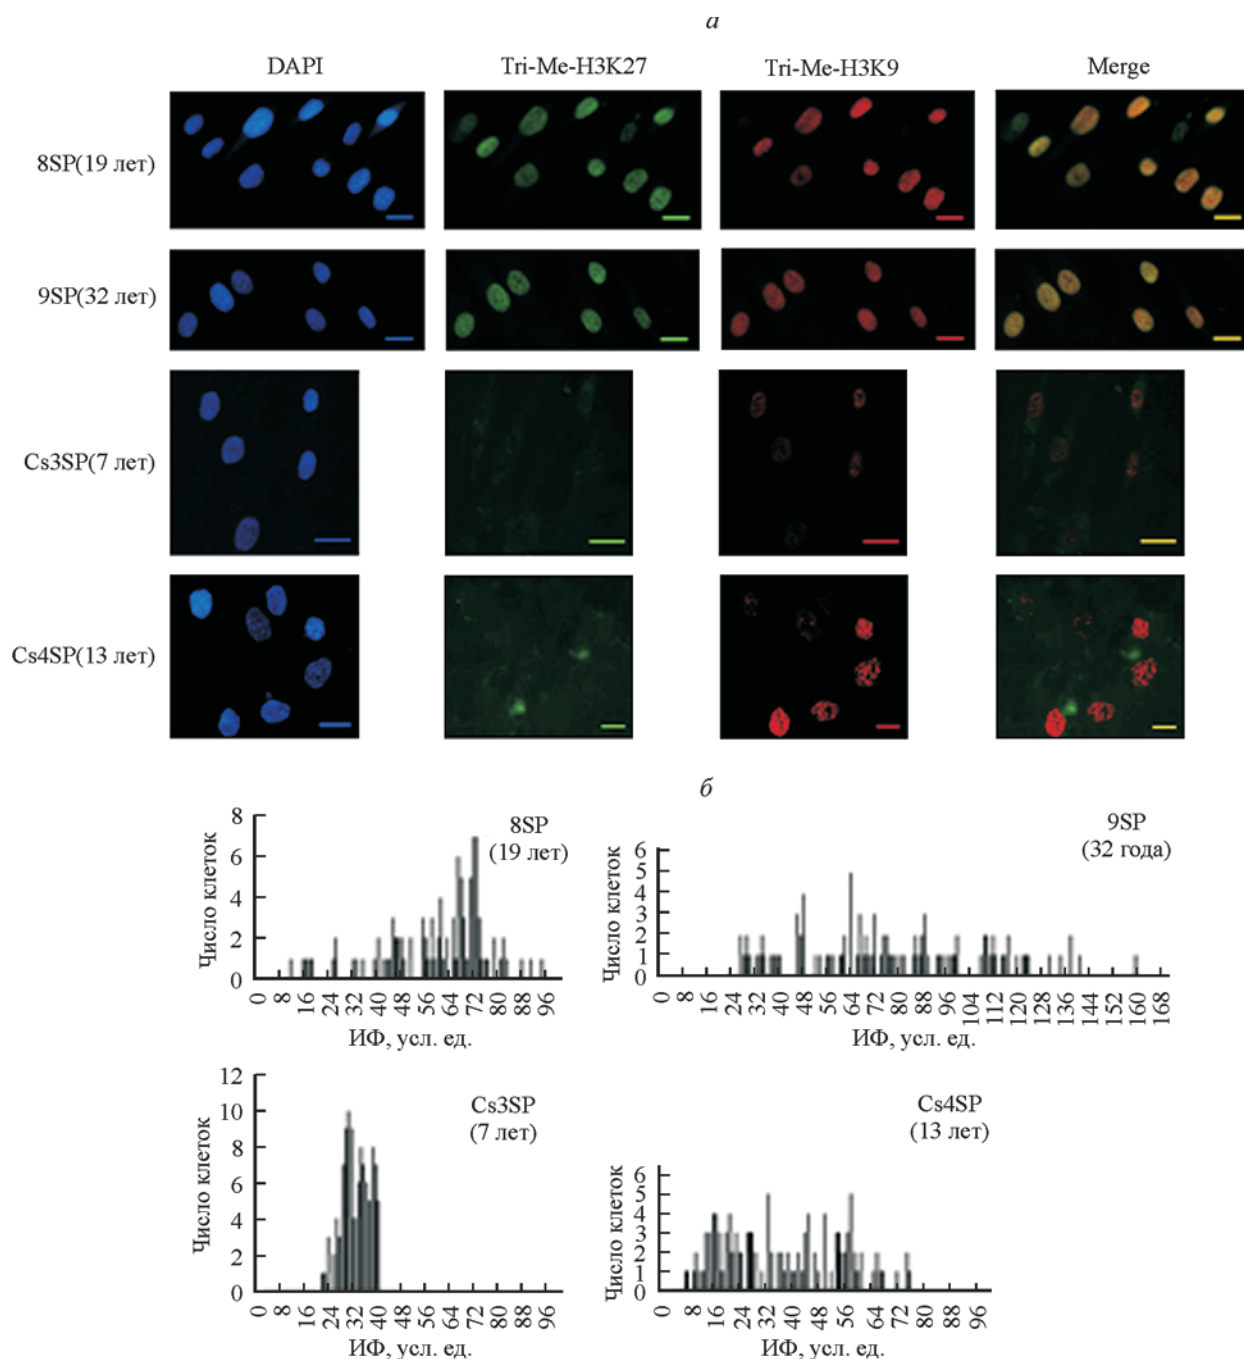 а
DAPI Tri-Me-H3K27 Tri-Me-H3K9 Merge
8SP(19 лет)
9SP(32 лет)
Cs3SP(7 лет)
Cs4SP(13 лет)
б
8SP
(19 лет)
Число клеток
8
6
4
2
0
0 8 16 24 32 40 48 56 64 72 80 88 96
ИФ, усл. ед.
9SP
(32 года)
Число клеток
6
5
4
3
2
1
0
0 8 16 24 32 40 48 56 64 72 80 88 96 104 112 120 128 136 144 152 160 168
ИФ, усл. ед.
Cs3SP
(7 лет)
Число клеток
12
10
8
6
4
2
0
0 8 16 24 32 40 48 56 64 72 80 88 96
ИФ, усл. ед.
Cs4SP
(13 лет)
Число клеток
6
5
4
3
2
1
0
0 8 16 24 32 40 48 56 64 72 80 88 96
ИФ, усл. ед.